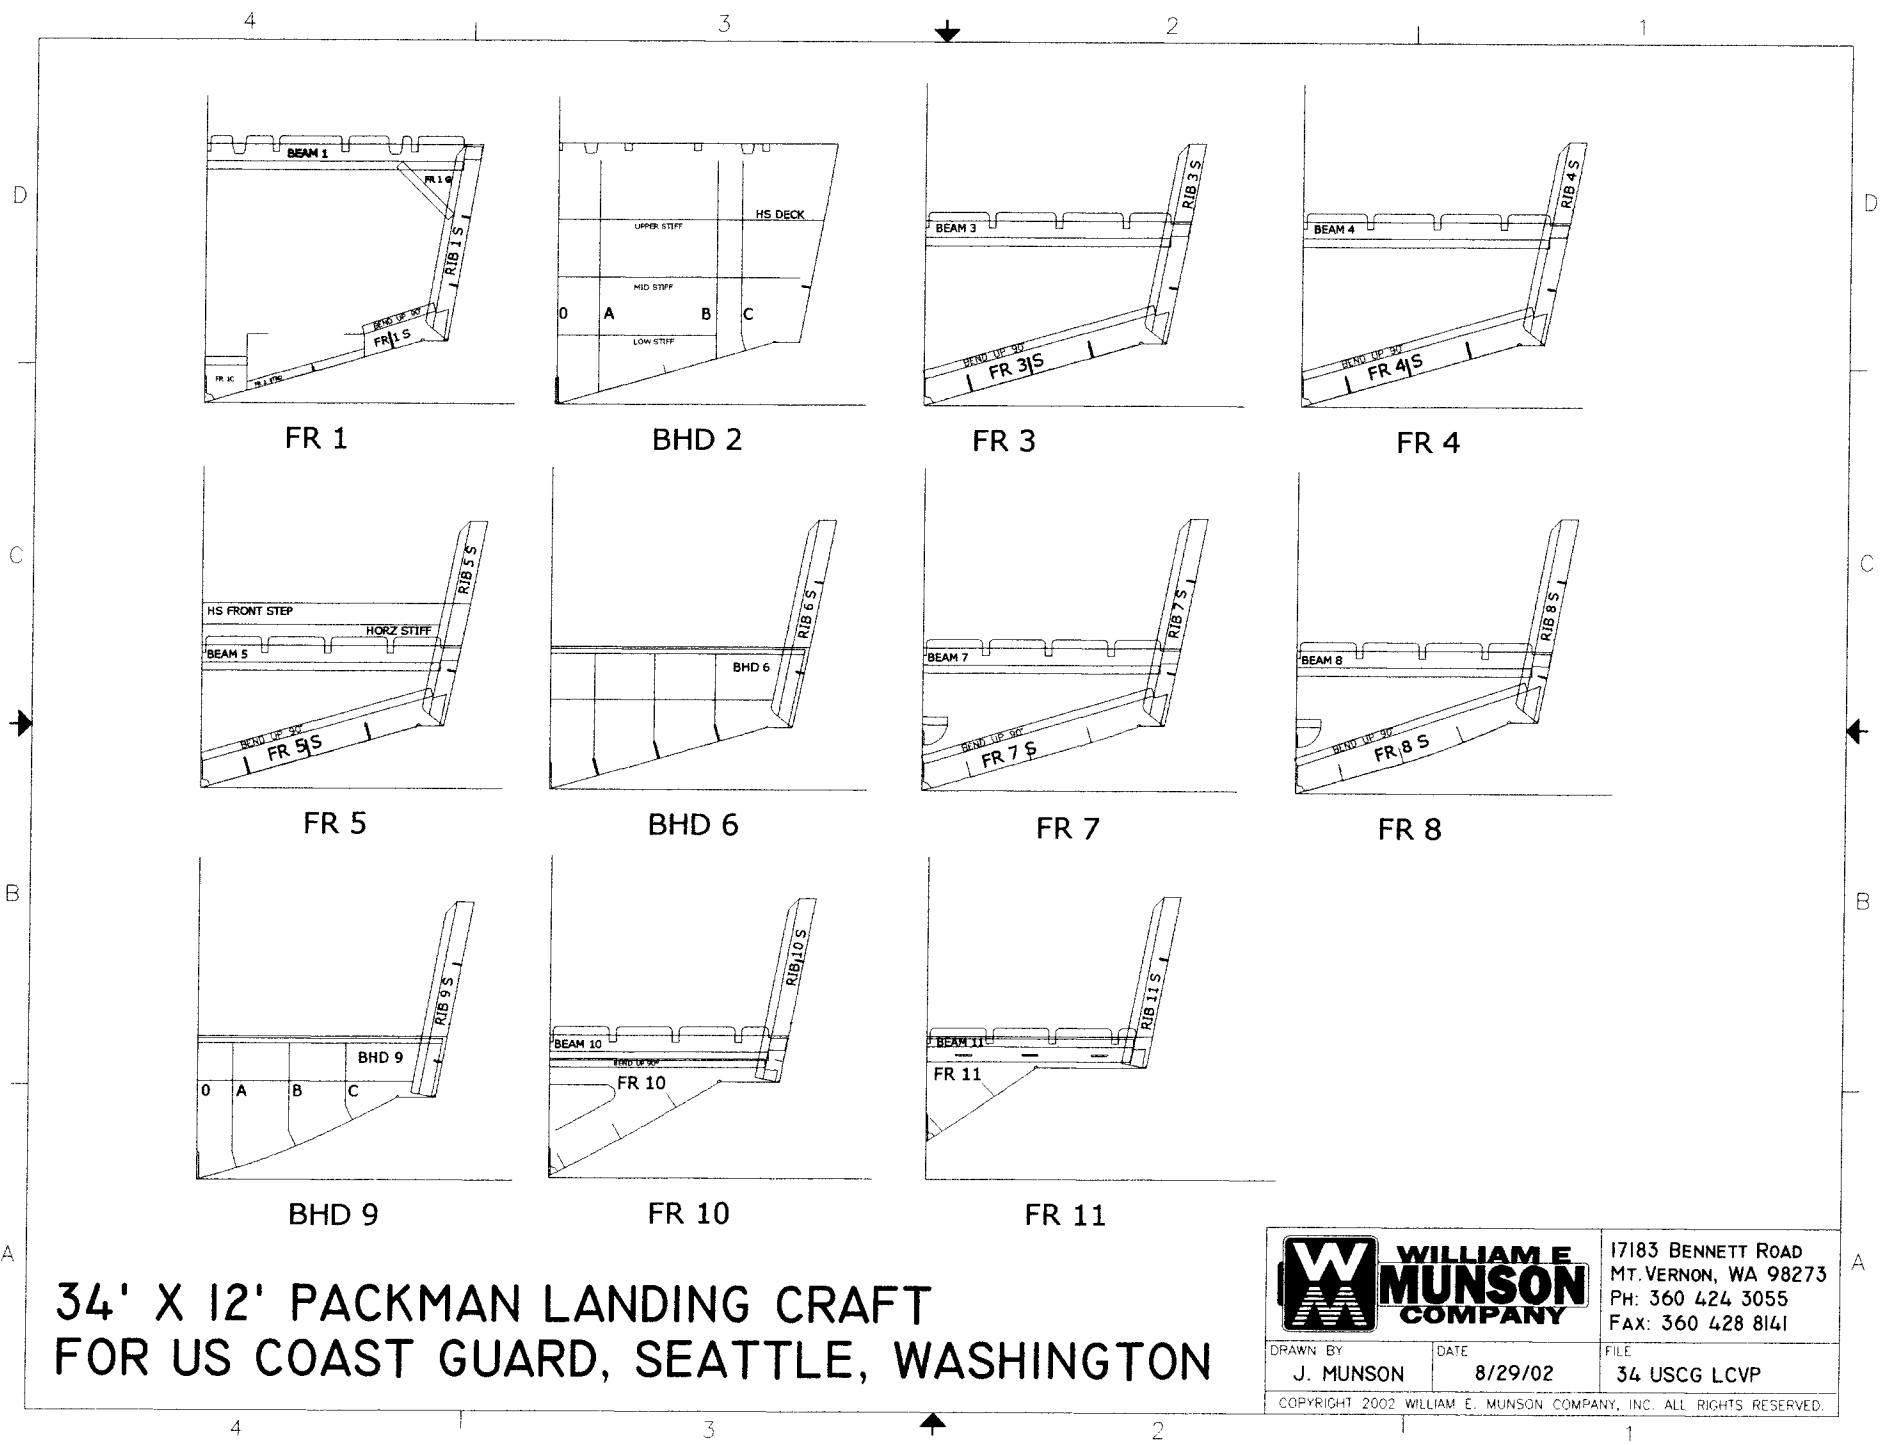 4 3 2 1
D
D
BEAM 1
FR 1 G
RIB 1 S
BEND UP 90°
FR 1 S
FR 1C
FR 1
HS DECK
UPPER STIFF
MID STIFF
0 A B C
LOW STIFF
BHD 2
RIB 3 S
BEAM 3
BEND UP 90°
FR 3 S
FR 3
RIB 4 S
BEAM 4
BEND UP 90°
FR 4 S
FR 4
C
C
RIB 5 S
HS FRONT STEP
HORZ STIFF
BEAM 5
BEND UP 90°
FR 5 S
FR 5
RIB 6 S
BHD 6
BHD 6
RIB 7 S
BEAM 7
BEND UP 90°
FR 7 S
FR 7
RIB 8 S
BEAM 8
BEND UP 90°
FR 8 S
FR 8
B
B
RIB 9 S
BHD 9
0 A B C
BHD 9
RIB 10 S
BEAM 10
BEND UP 90°
FR 10
FR 10
RIB 11 S
BEAM 11
FR 11
FR 11
A
A
34' X 12' PACKMAN LANDING CRAFT
FOR US COAST GUARD, SEATTLE, WASHINGTON
WM
WILLIAM E
MUNSON
COMPANY
17183 BENNETT ROAD
MT. VERNON, WA 98273
PH: 360 424 3055
FAX: 360 428 8141
DRAWN BY
J. MUNSON
DATE
8/29/02
FILE
34 USCG LCVP
COPYRIGHT 2002 WILLIAM E. MUNSON COMPANY, INC. ALL RIGHTS RESERVED.
4 3 2 1